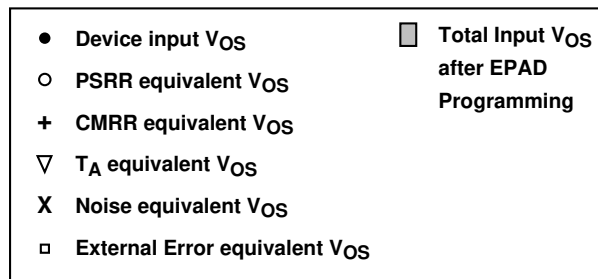 ● Device input VOS
○ PSRR equivalent VOS
+ CMRR equivalent VOS
▽ TA equivalent VOS
X Noise equivalent VOS
□ External Error equivalent VOS
Total Input VOS
after EPAD
Programming